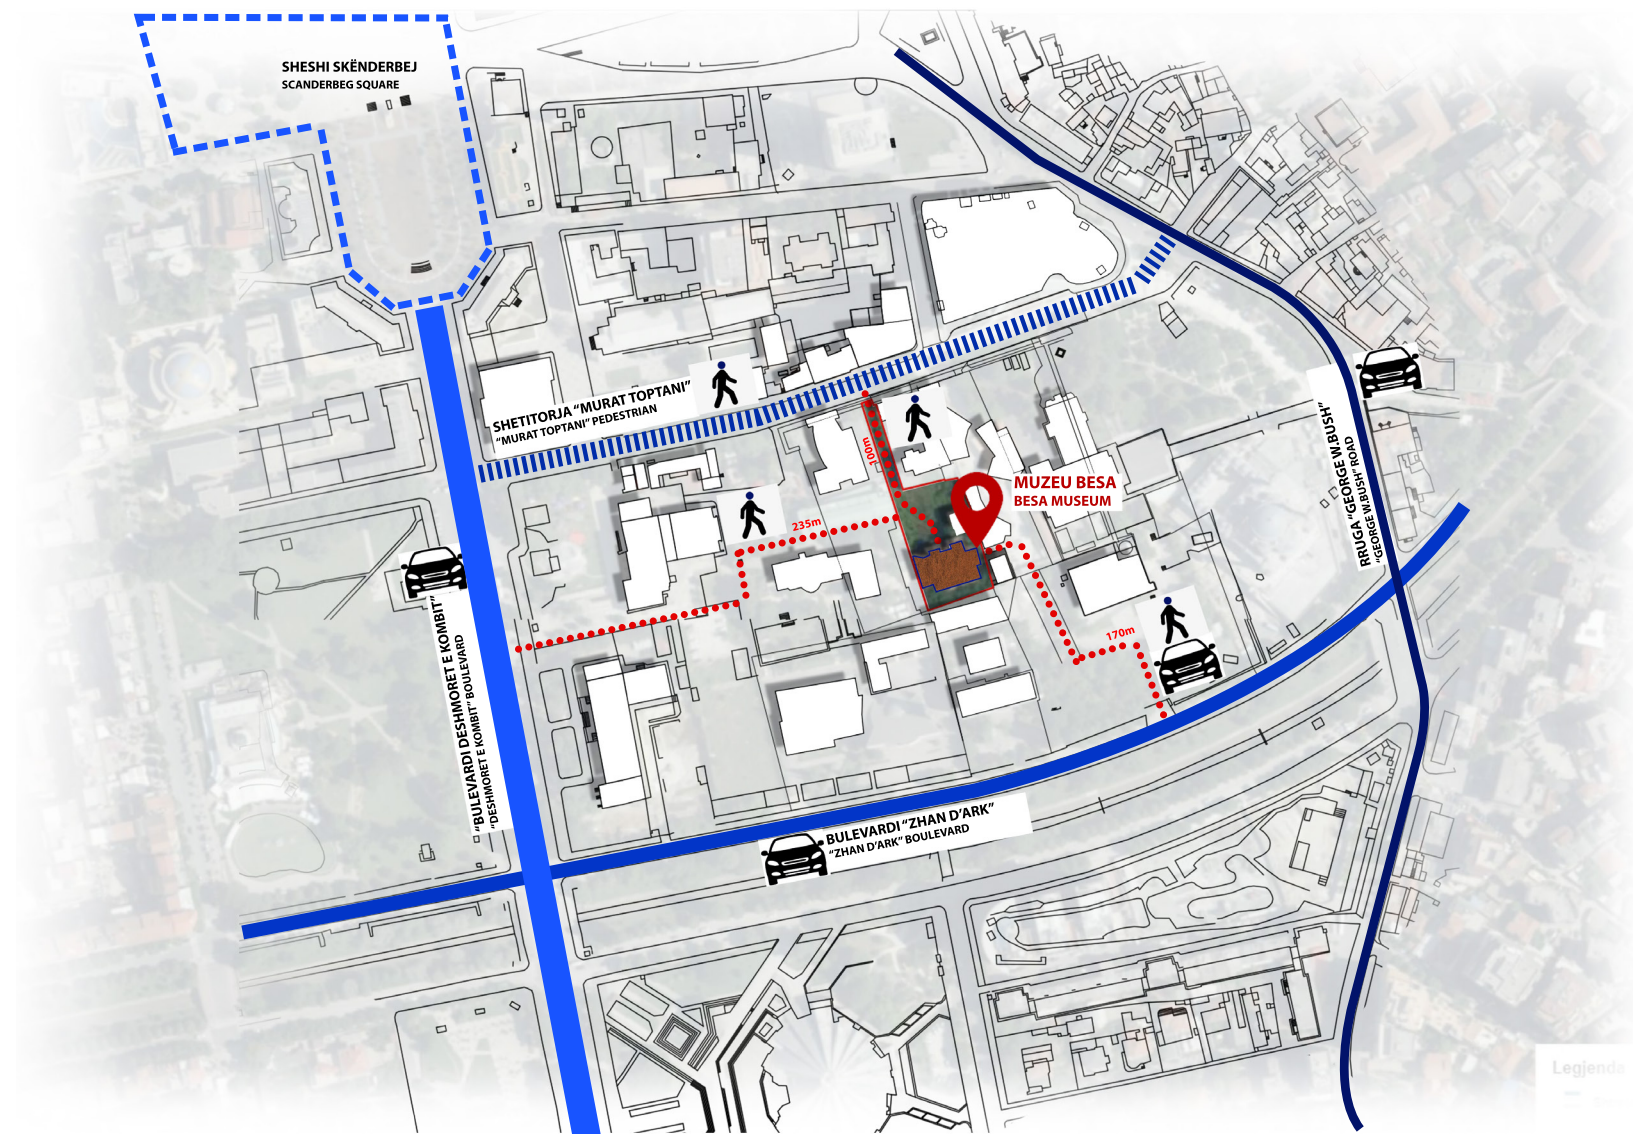 SHESHI SKËNDERBEJ
SCANDERBEG SQUARE
SHETITORJA “MURAT TOPTANI”
“MURAT TOPTANI” PEDESTRIAN
100m
MUZEU BESA
BESA MUSEUM
235m
170m
RRUGA “GEORGE W.BUSH”
“GEORGE W.BUSH” ROAD
“BULEVARDI DESHMORET E KOMBIT”
“DESHMORET E KOMBIT” BOULEVARD
BULEVARDI “ZHAN D’ARK”
“ZHAN D’ARK” BOULEVARD
Legjenda